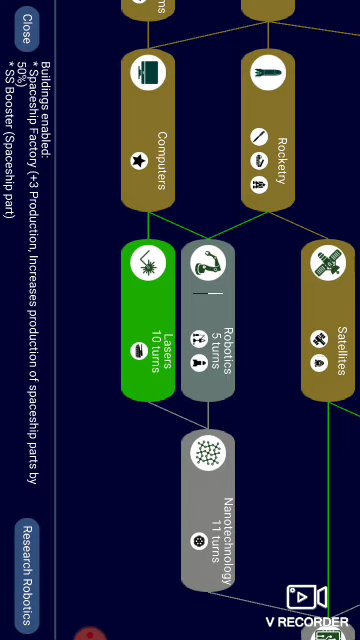 Close
Buildings enabled:
* Spaceship Factory (+3 Production, Increases production of spaceship parts by
50%)
* SS Booster (Spaceship part)
Research Robotics
ms
Rocketry
Computers
Satellites
Robotics
5 turns
Lasers
10 turns
Nanotechnology
11 turns
V RECORDER